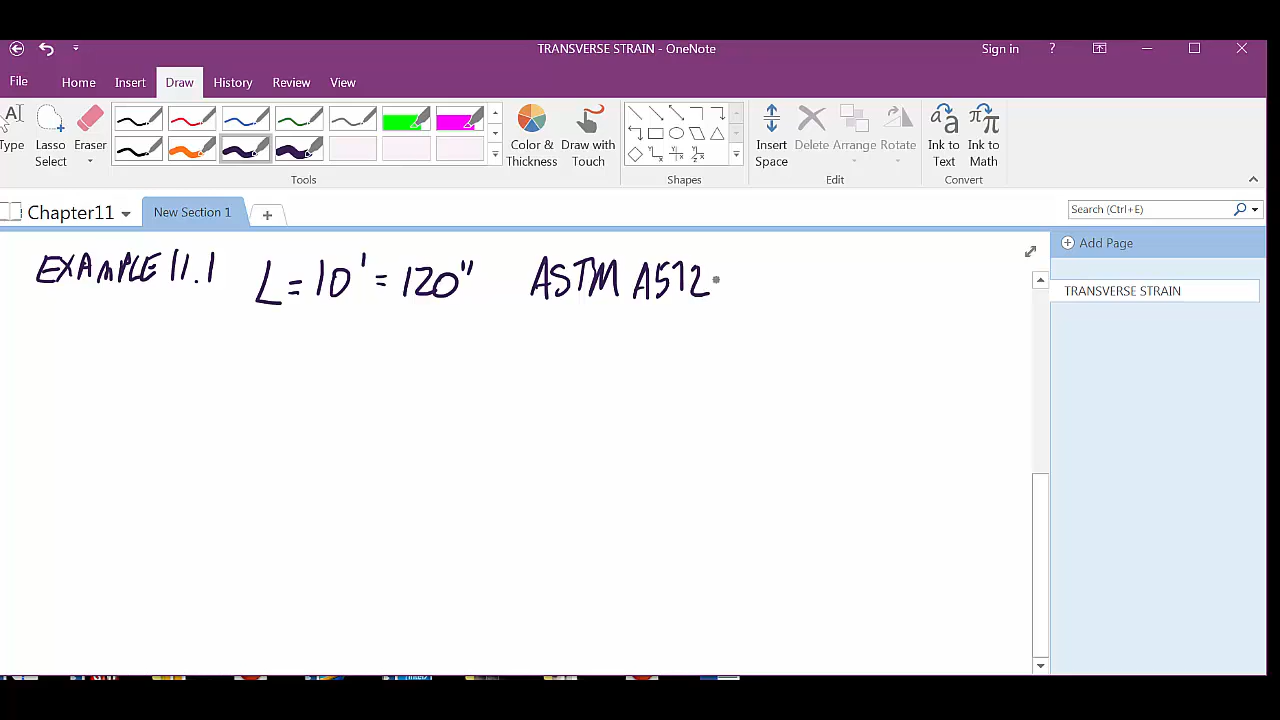 TRANSVERSE STRAIN - OneNote
Sign in
?
File
Home
Insert
Draw
History
Review
View
Type
Lasso
Select
Eraser
Color &
Thickness
Draw with
Touch
Insert
Space
Delete
Arrange
Rotate
Ink to
Text
Ink to
Math
Tools
Shapes
Edit
Convert
Chapter11
New Section 1
Search (Ctrl+E)
Add Page
TRANSVERSE STRAIN
EXAMPLE 11.1 L = 10' = 120" ASTM A572